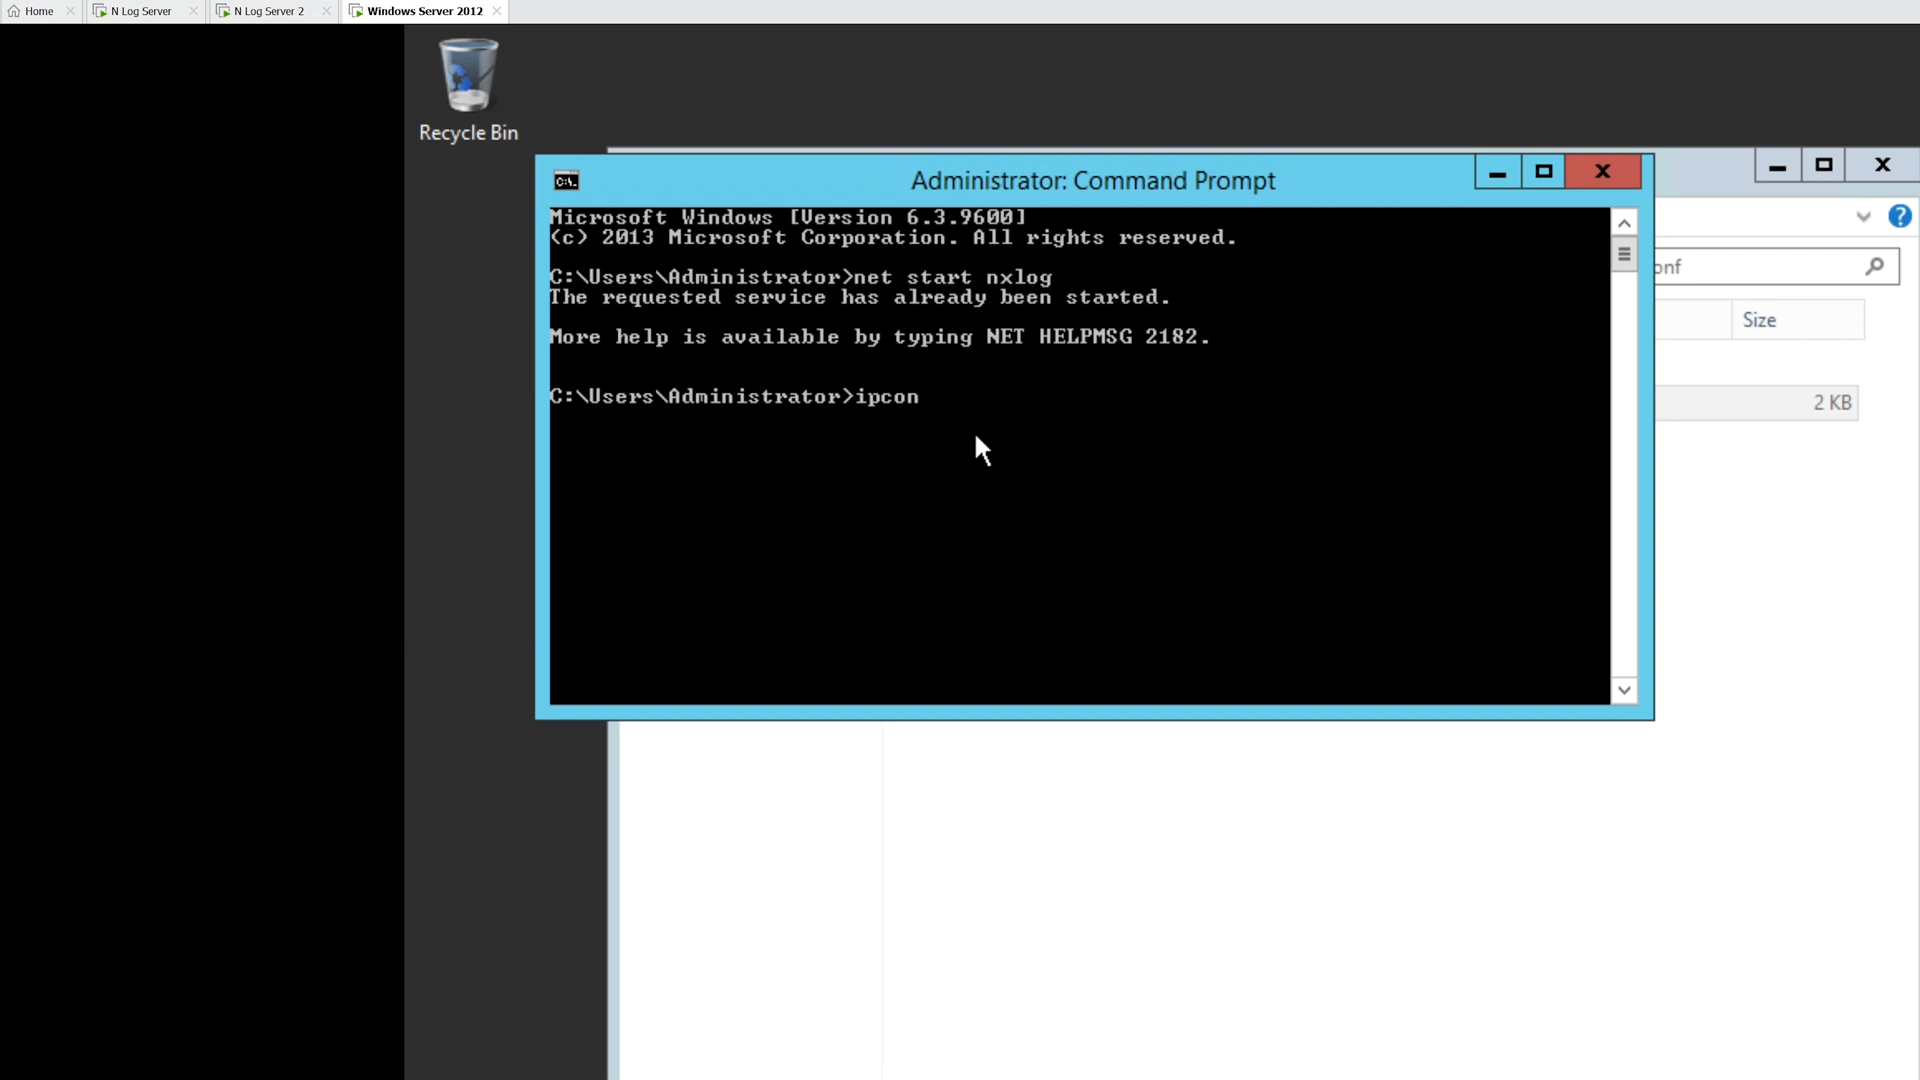 Home
N Log Server
N Log Server 2
Windows Server 2012
Recycle Bin
Administrator: Command Prompt
Microsoft Windows [Version 6.3.9600]
(c) 2013 Microsoft Corporation. All rights reserved.
C:\Users\Administrator>net start nxlog
The requested service has already been started.
More help is available by typing NET HELPMSG 2182.
C:\Users\Administrator>ipcon
onf
Size
2 KB